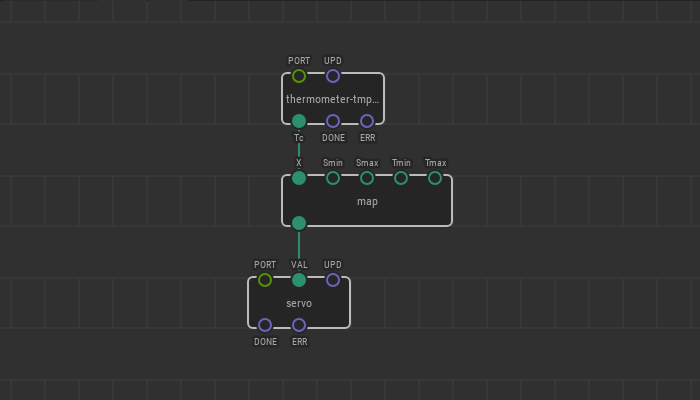 PORT UPD
thermometer-tmp...
Tc DONE ERR
X Smin Smax Tmin Tmax
map
PORT VAL UPD
servo
DONE ERR